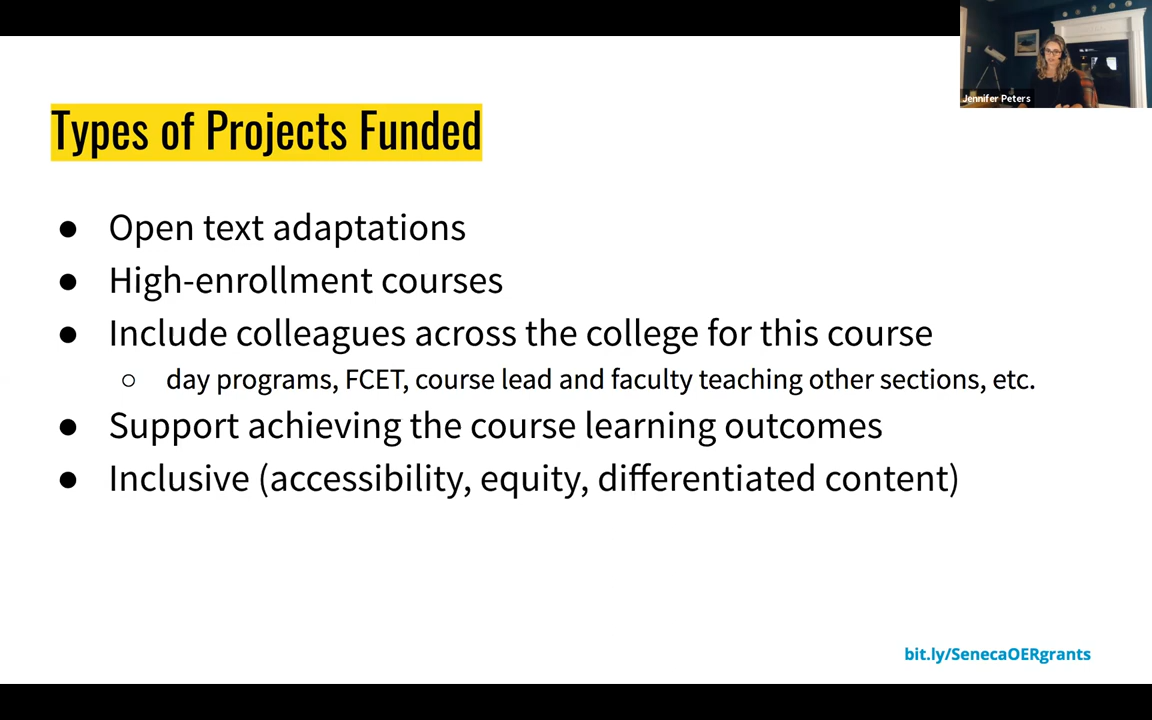 Jennifer Peters
Types of Projects Funded
● Open text adaptations
● High-enrollment courses
● Include colleagues across the college for this course
○ day programs, FCET, course lead and faculty teaching other sections, etc.
● Support achieving the course learning outcomes
● Inclusive (accessibility, equity, differentiated content)
bit.ly/SenecaOERgrants